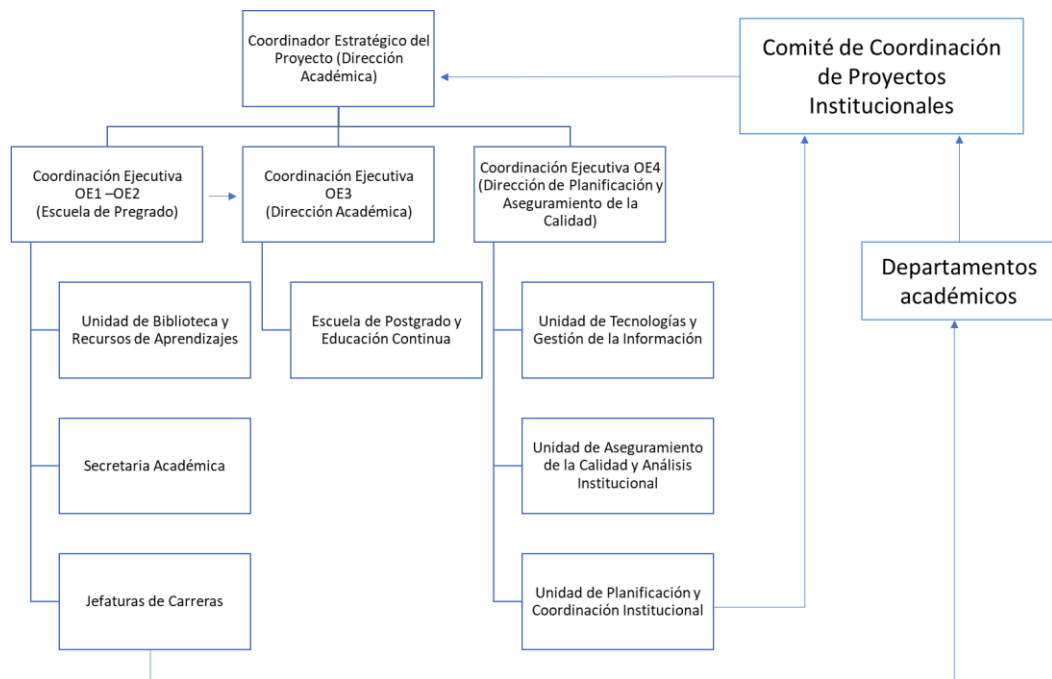 Coordinador Estratégico del
Proyecto (Dirección
Académica)
Comité de Coordinación
de Proyectos
Institucionales
Coordinación Ejecutiva
OE1 –OE2
(Escuela de Pregrado)
Coordinación Ejecutiva
OE3
(Dirección Académica)
Coordinación Ejecutiva OE4
(Dirección de Planificación y
Aseguramiento de la
Calidad)
Departamentos
académicos
Unidad de Biblioteca y
Recursos de Aprendizajes
Escuela de Postgrado y
Educación Continua
Unidad de Tecnologías y
Gestión de la Información
Secretaria Académica
Unidad de Aseguramiento
de la Calidad y Análisis
Institucional
Jefaturas de Carreras
Unidad de Planificación y
Coordinación Institucional